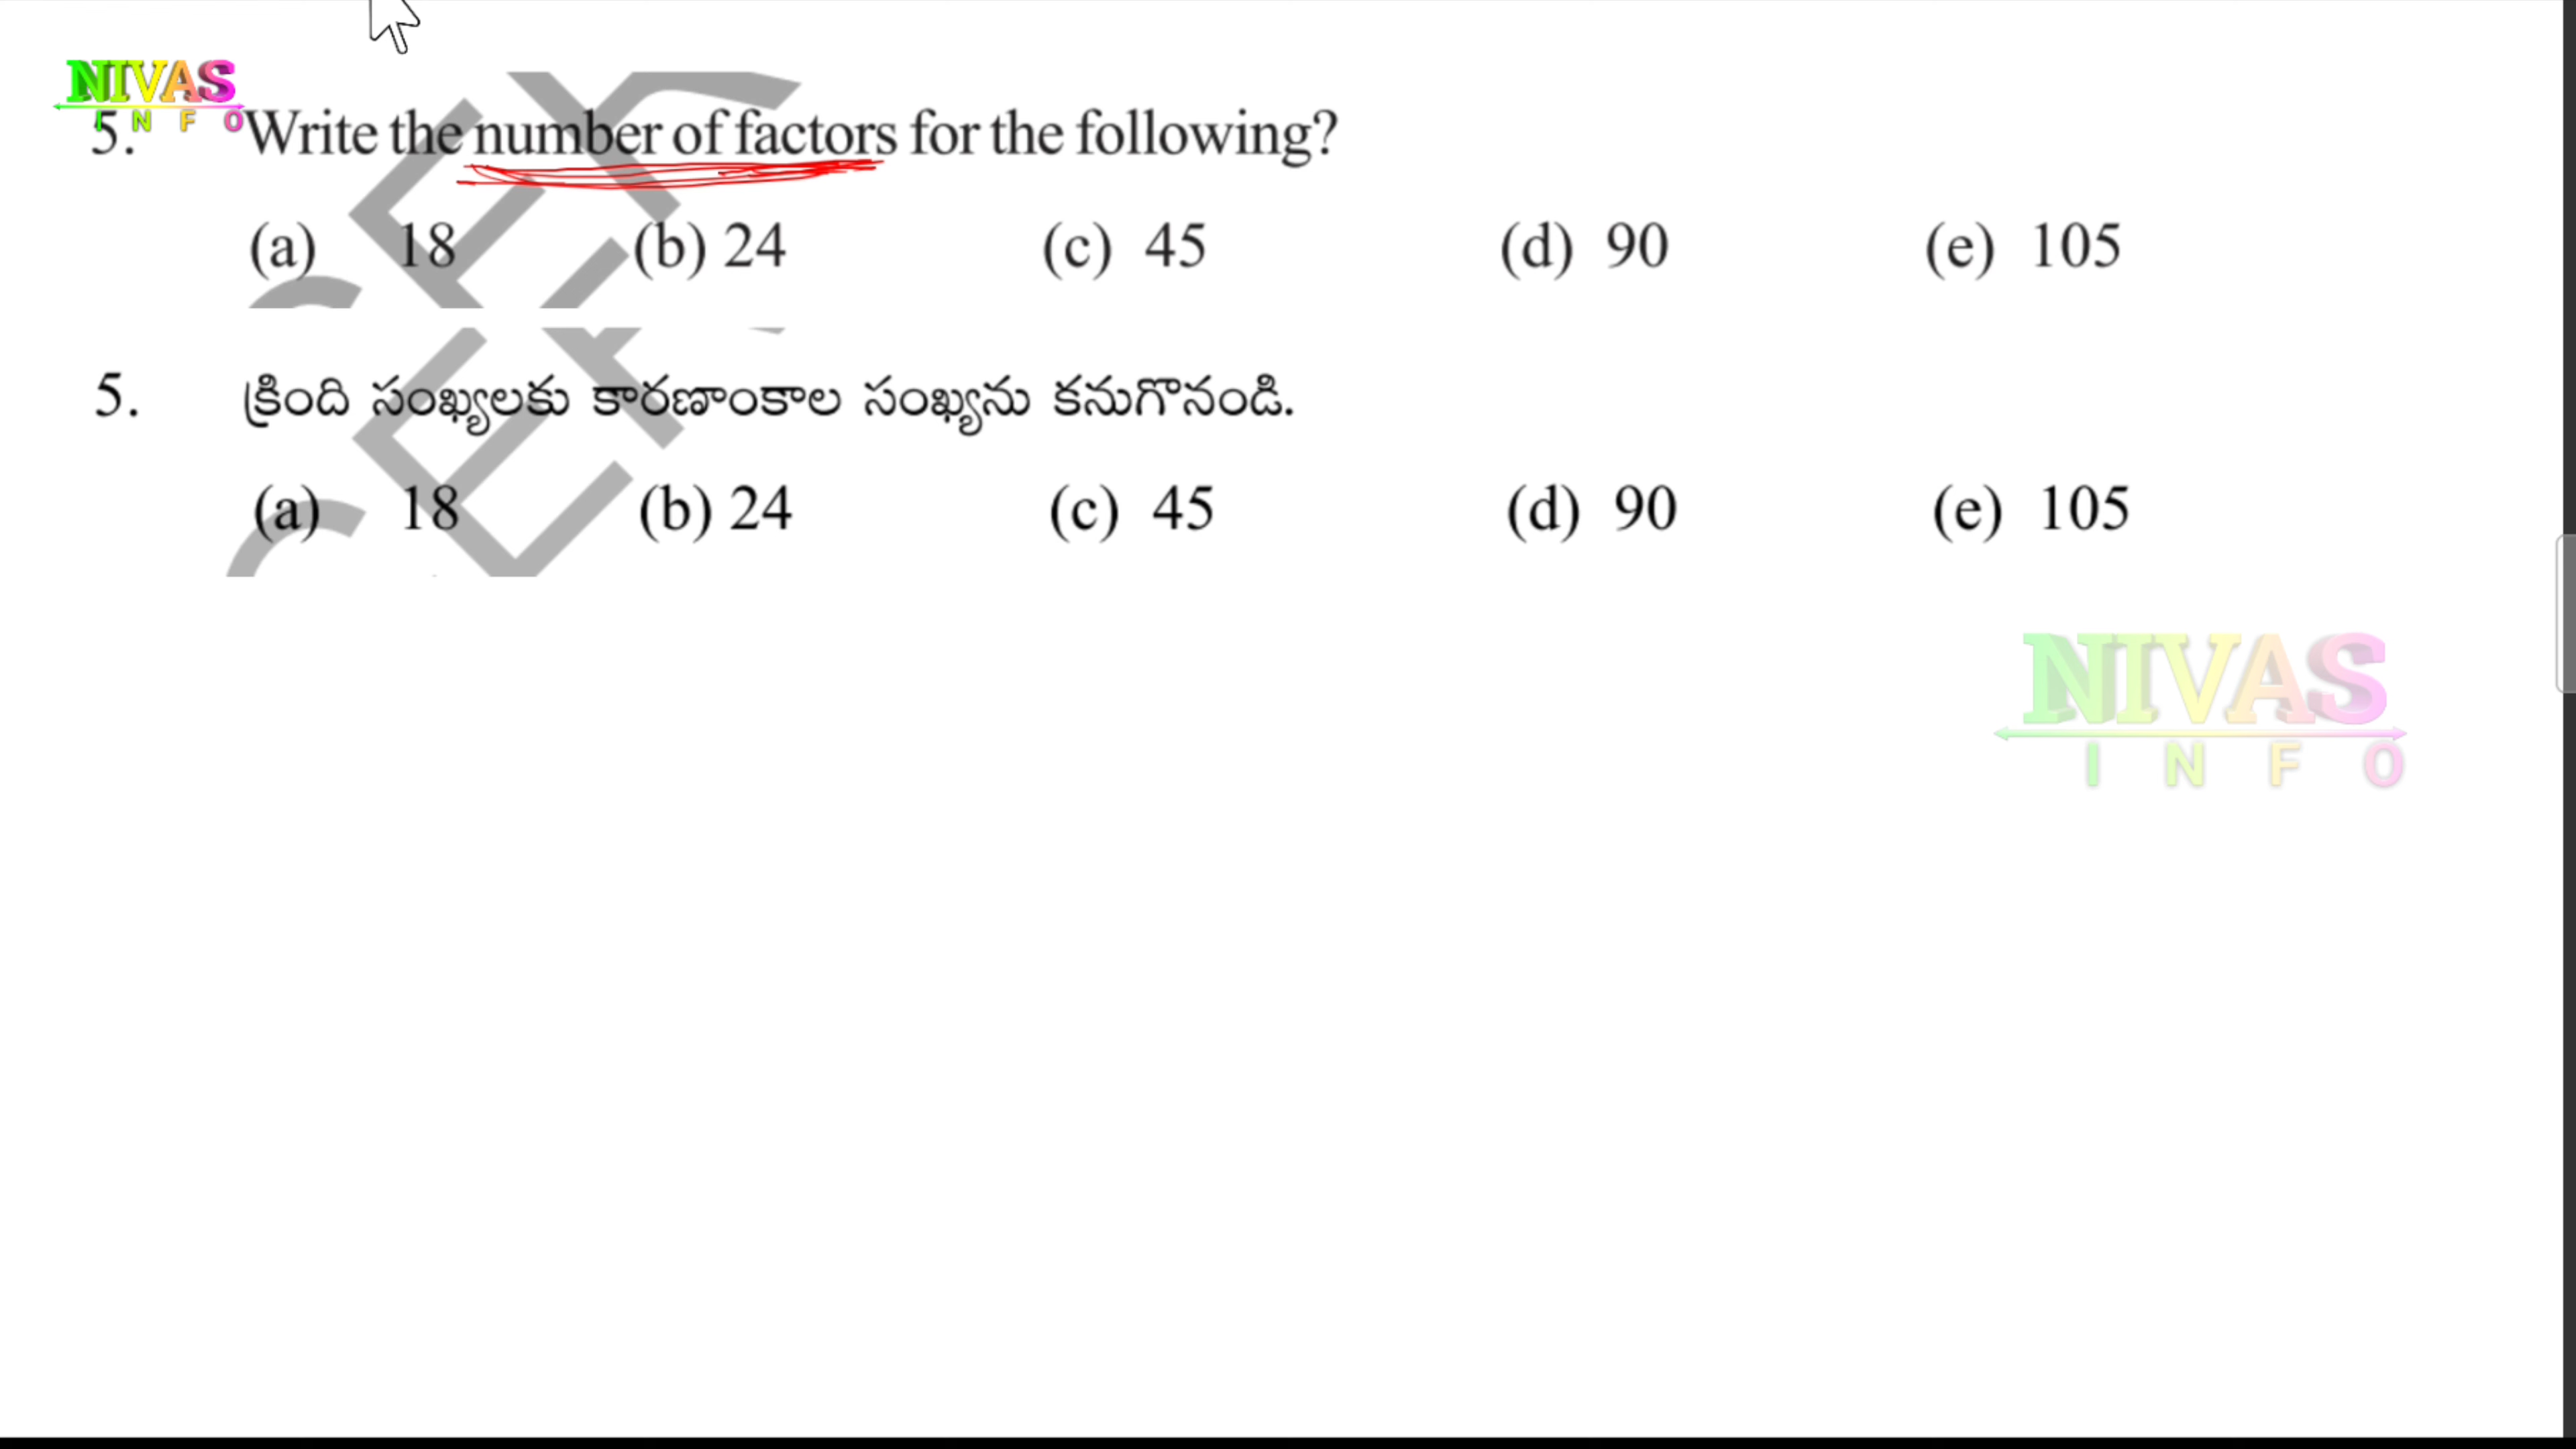 NIVAS
INFO
5. Write the number of factors for the following?
(a) 18 (b) 24 (c) 45 (d) 90 (e) 105
5. క్రింది సంఖ్యలకు కారణాంకాల సంఖ్యను కనుగొనండి.
(a) 18 (b) 24 (c) 45 (d) 90 (e) 105
NIVAS
INFO